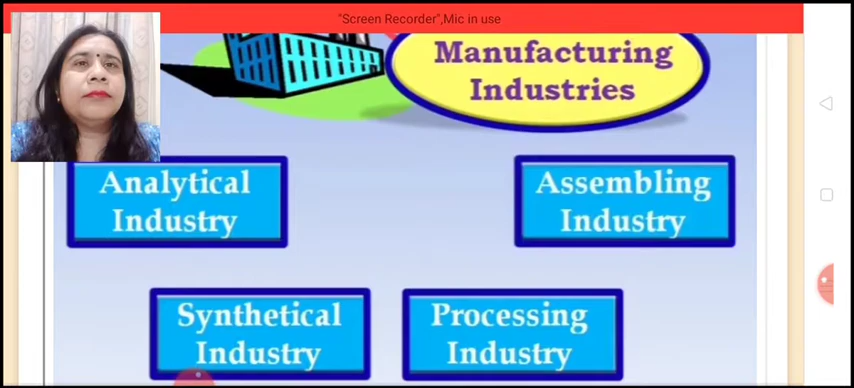 "Screen Recorder",Mic in use
Manufacturing
Industries
Analytical
Industry
Assembling
Industry
Synthetical
Industry
Processing
Industry